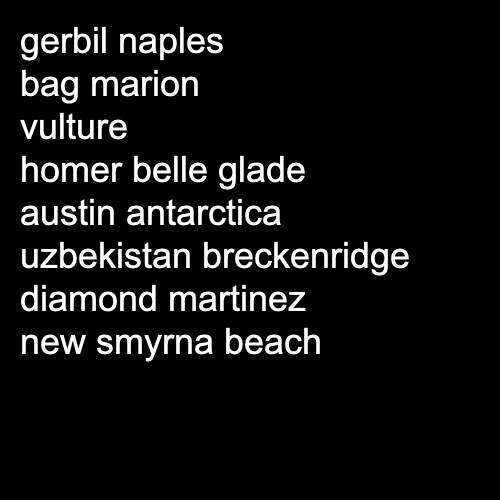 gerbil naples
bag marion
vulture
homer belle glade
austin antarctica
uzbekistan breckenridge
diamond martinez
new smyrna beach